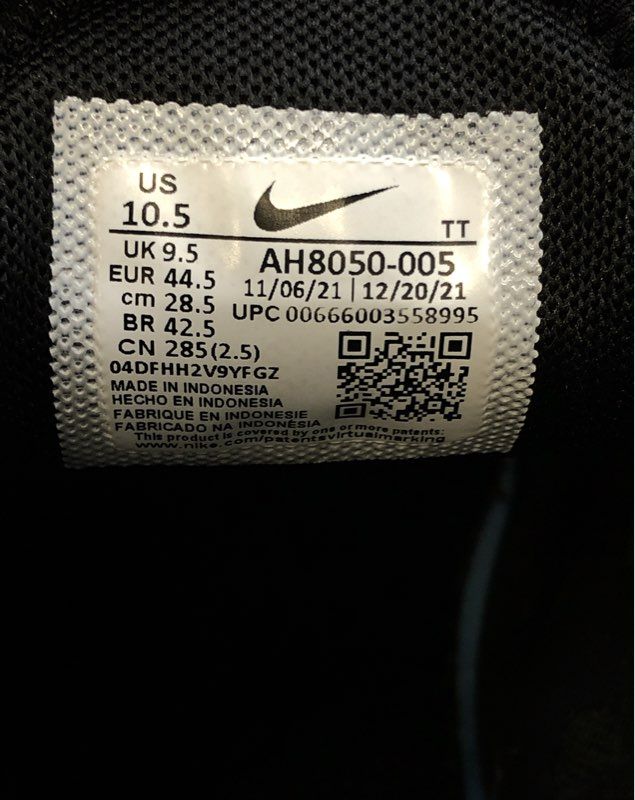 US
10.5
TT
UK 9.5
EUR 44.5
cm 28.5
BR 42.5
CN 285(2.5)
AH8050-005
11/06/21 | 12/20/21
UPC 00666003558995
04DFHH2V9YFGZ
MADE IN INDONESIA
HECHO EN INDONESIA
FABRIQUE EN INDONESIE
FABRICADO NA INDONÉSIA
This product is covered by one or more patents:
www.nike.com/patentsvirtualmarking